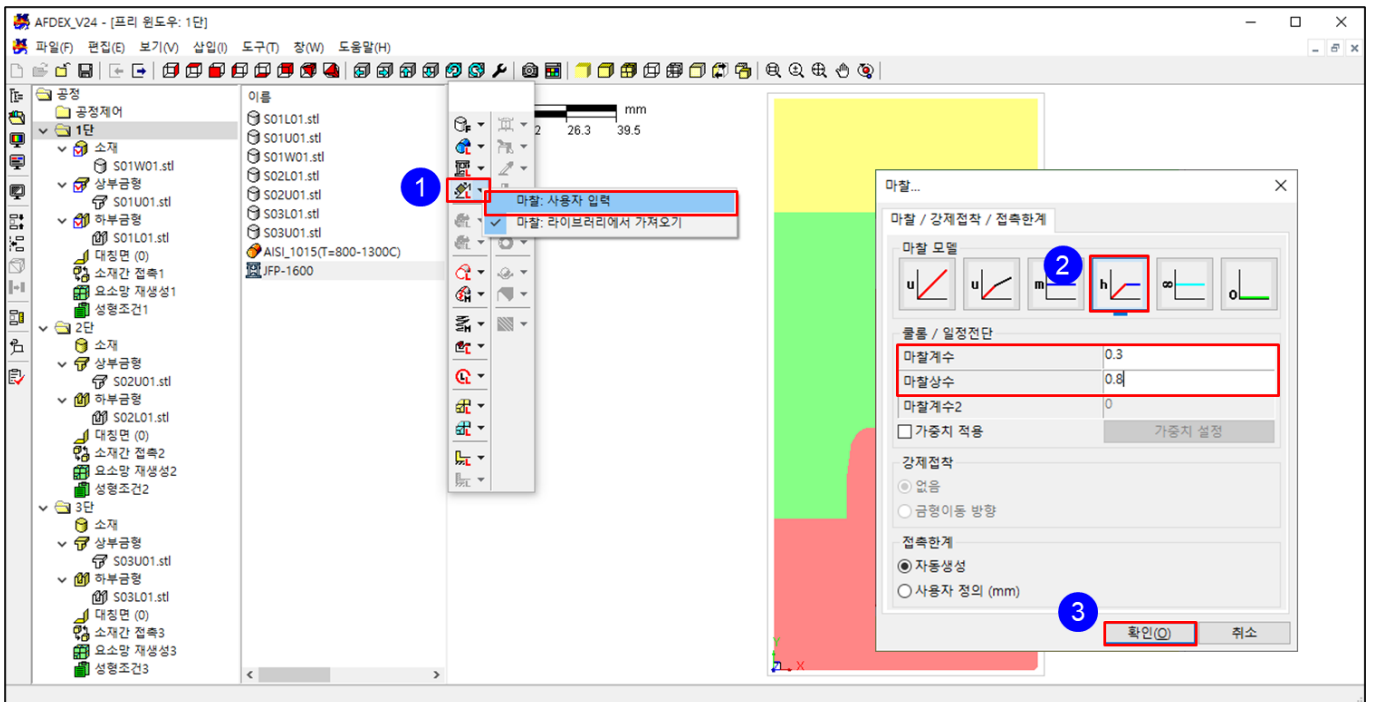 AFDEX_V24 - [프리 윈도우: 1단]
파일(F) 편집(E) 보기(V) 삽입(I) 도구(T) 창(W) 도움말(H)
공정
공정제어
1단
소재
S01W01.stl
상부금형
S01U01.stl
하부금형
S01L01.stl
대칭면 (0)
소재간 접촉1
요소망 재생성1
성형조건1
2단
소재
상부금형
S02U01.stl
하부금형
S02L01.stl
대칭면 (0)
소재간 접촉2
요소망 재생성2
성형조건2
3단
소재
상부금형
S03U01.stl
하부금형
S03L01.stl
대칭면 (0)
소재간 접촉3
요소망 재생성3
성형조건3
이름
S01L01.stl
S01U01.stl
S01W01.stl
S02L01.stl
S02U01.stl
S03L01.stl
S03U01.stl
AISI_1015(T=800-1300C)
JFP-1600
mm
26.3 39.5
1
마찰: 사용자 입력
마찰: 라이브러리에서 가져오기
y
z x
마찰...
마찰 / 강제접착 / 접촉한계
마찰 모델
2
u u m h ∞ 0
쿨롱 / 일정전단
마찰계수 0.3
마찰상수 0.8
마찰계수2 0
가중치 적용 가중치 설정
강제접착
없음
금형이동 방향
접촉한계
자동생성
사용자 정의 (mm)
3
확인(O) 취소